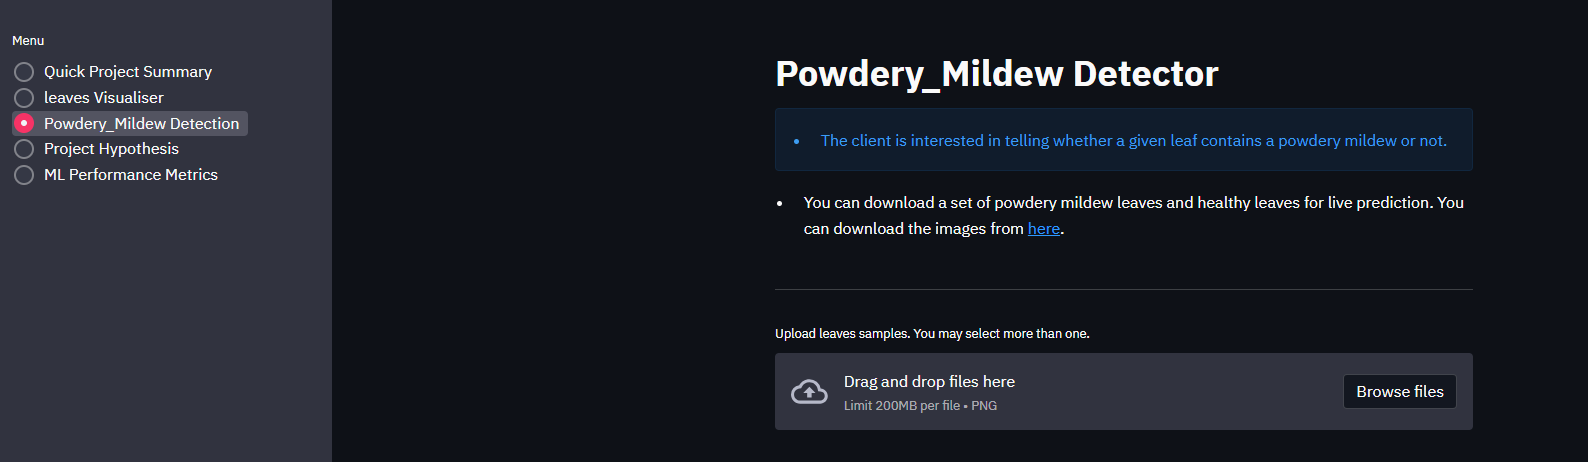 Menu
Quick Project Summary
leaves Visualiser
Powdery_Mildew Detection
Project Hypothesis
ML Performance Metrics
Powdery_Mildew Detector
• The client is interested in telling whether a given leaf contains a powdery mildew or not.
• You can download a set of powdery mildew leaves and healthy leaves for live prediction. You
can download the images from here.
Upload leaves samples. You may select more than one.
Drag and drop files here
Limit 200MB per file • PNG
Browse files